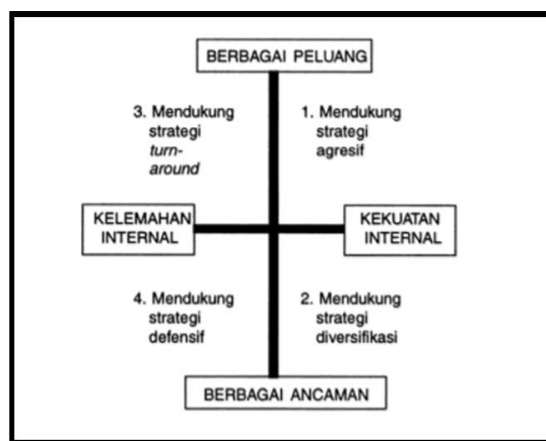 BERBAGAI PELUANG
3. Mendukung
strategi
turn-
around
1. Mendukung
strategi
agresif
KELEMAHAN
INTERNAL
KEKUATAN
INTERNAL
4. Mendukung
strategi
defensif
2. Mendukung
strategi
diversifikasi
BERBAGAI ANCAMAN